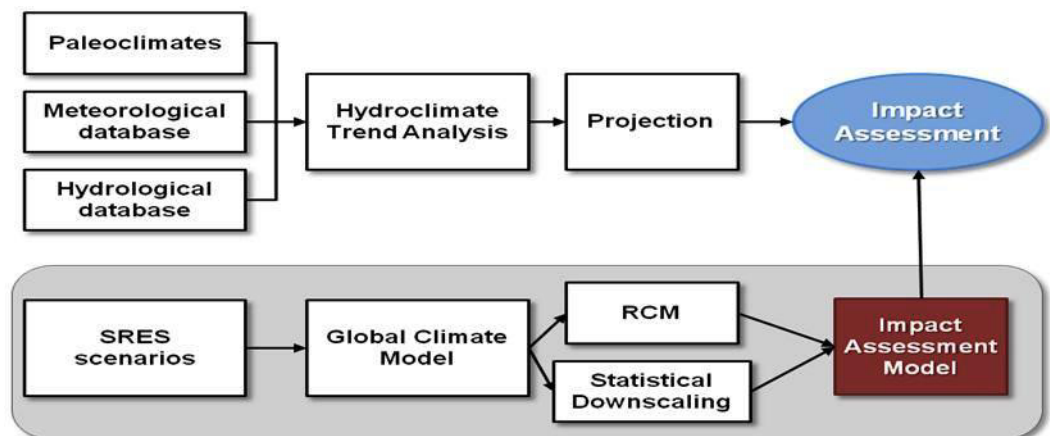 Paleoclimates
Meteorological
database
Hydrological
database
Hydroclimate
Trend Analysis
Projection
Impact
Assessment
SRES
scenarios
Global Climate
Model
RCM
Statistical
Downscaling
Impact
Assessment
Model